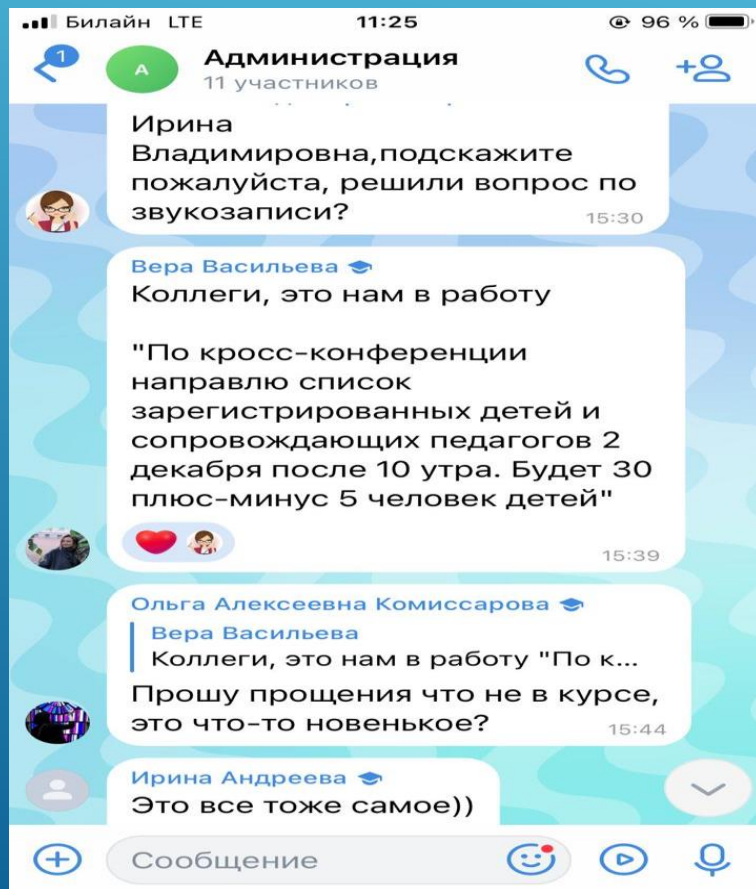 Билайн LTE 11:25 96 %
1
А
Администрация
11 участников
Ирина
Владимировна,подскажите
пожалуйста, решили вопрос по
звукозаписи?
15:30
Вера Васильева
Коллеги, это нам в работу
"По кросс-конференции
направлю список
зарегистрированных детей и
сопровождающих педагогов 2
декабря после 10 утра. Будет 30
плюс-минус 5 человек детей"
15:39
Ольга Алексеевна Комиссарова
Вера Васильева
Коллеги, это нам в работу "По к...
Прошу прощения что не в курсе,
это что-то новенькое?
15:44
Ирина Андреева
Это все тоже самое))
Сообщение